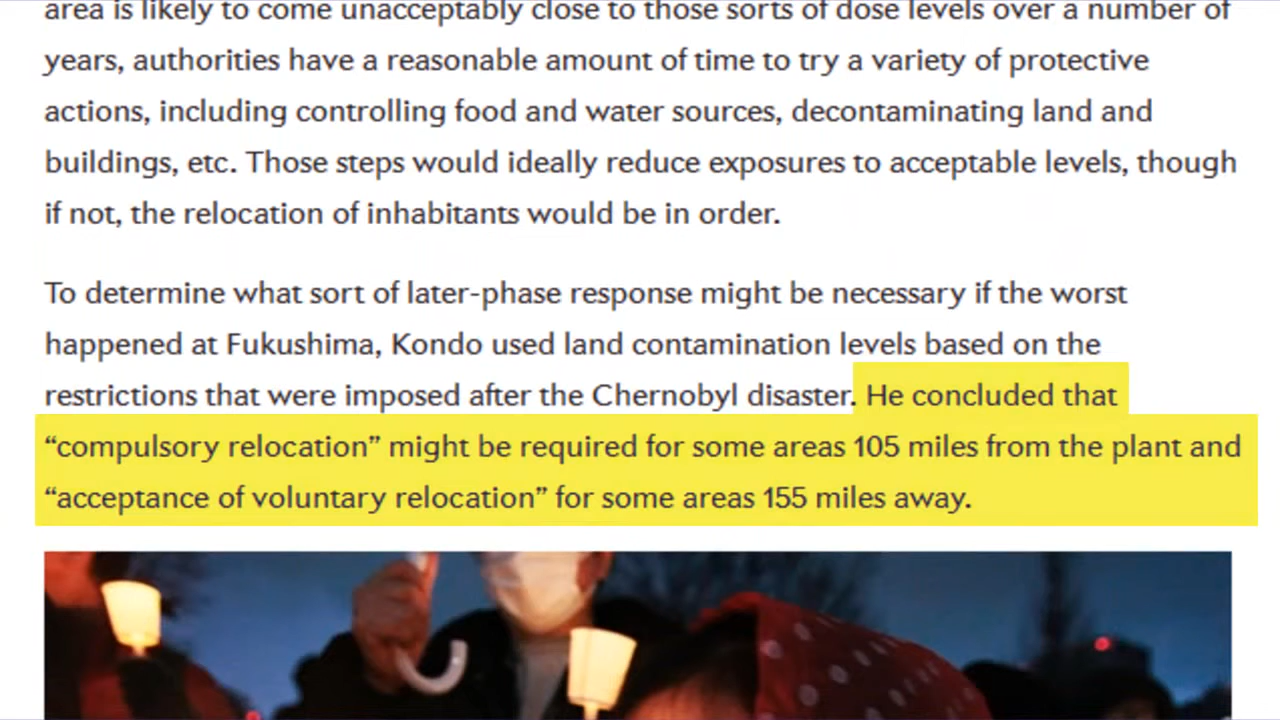 area is likely to come unacceptably close to those sorts of dose levels over a number of
years, authorities have a reasonable amount of time to try a variety of protective
actions, including controlling food and water sources, decontaminating land and
buildings, etc. Those steps would ideally reduce exposures to acceptable levels, though
if not, the relocation of inhabitants would be in order.
To determine what sort of later-phase response might be necessary if the worst
happened at Fukushima, Kondo used land contamination levels based on the
restrictions that were imposed after the Chernobyl disaster. He concluded that
“compulsory relocation” might be required for some areas 105 miles from the plant and
“acceptance of voluntary relocation” for some areas 155 miles away.